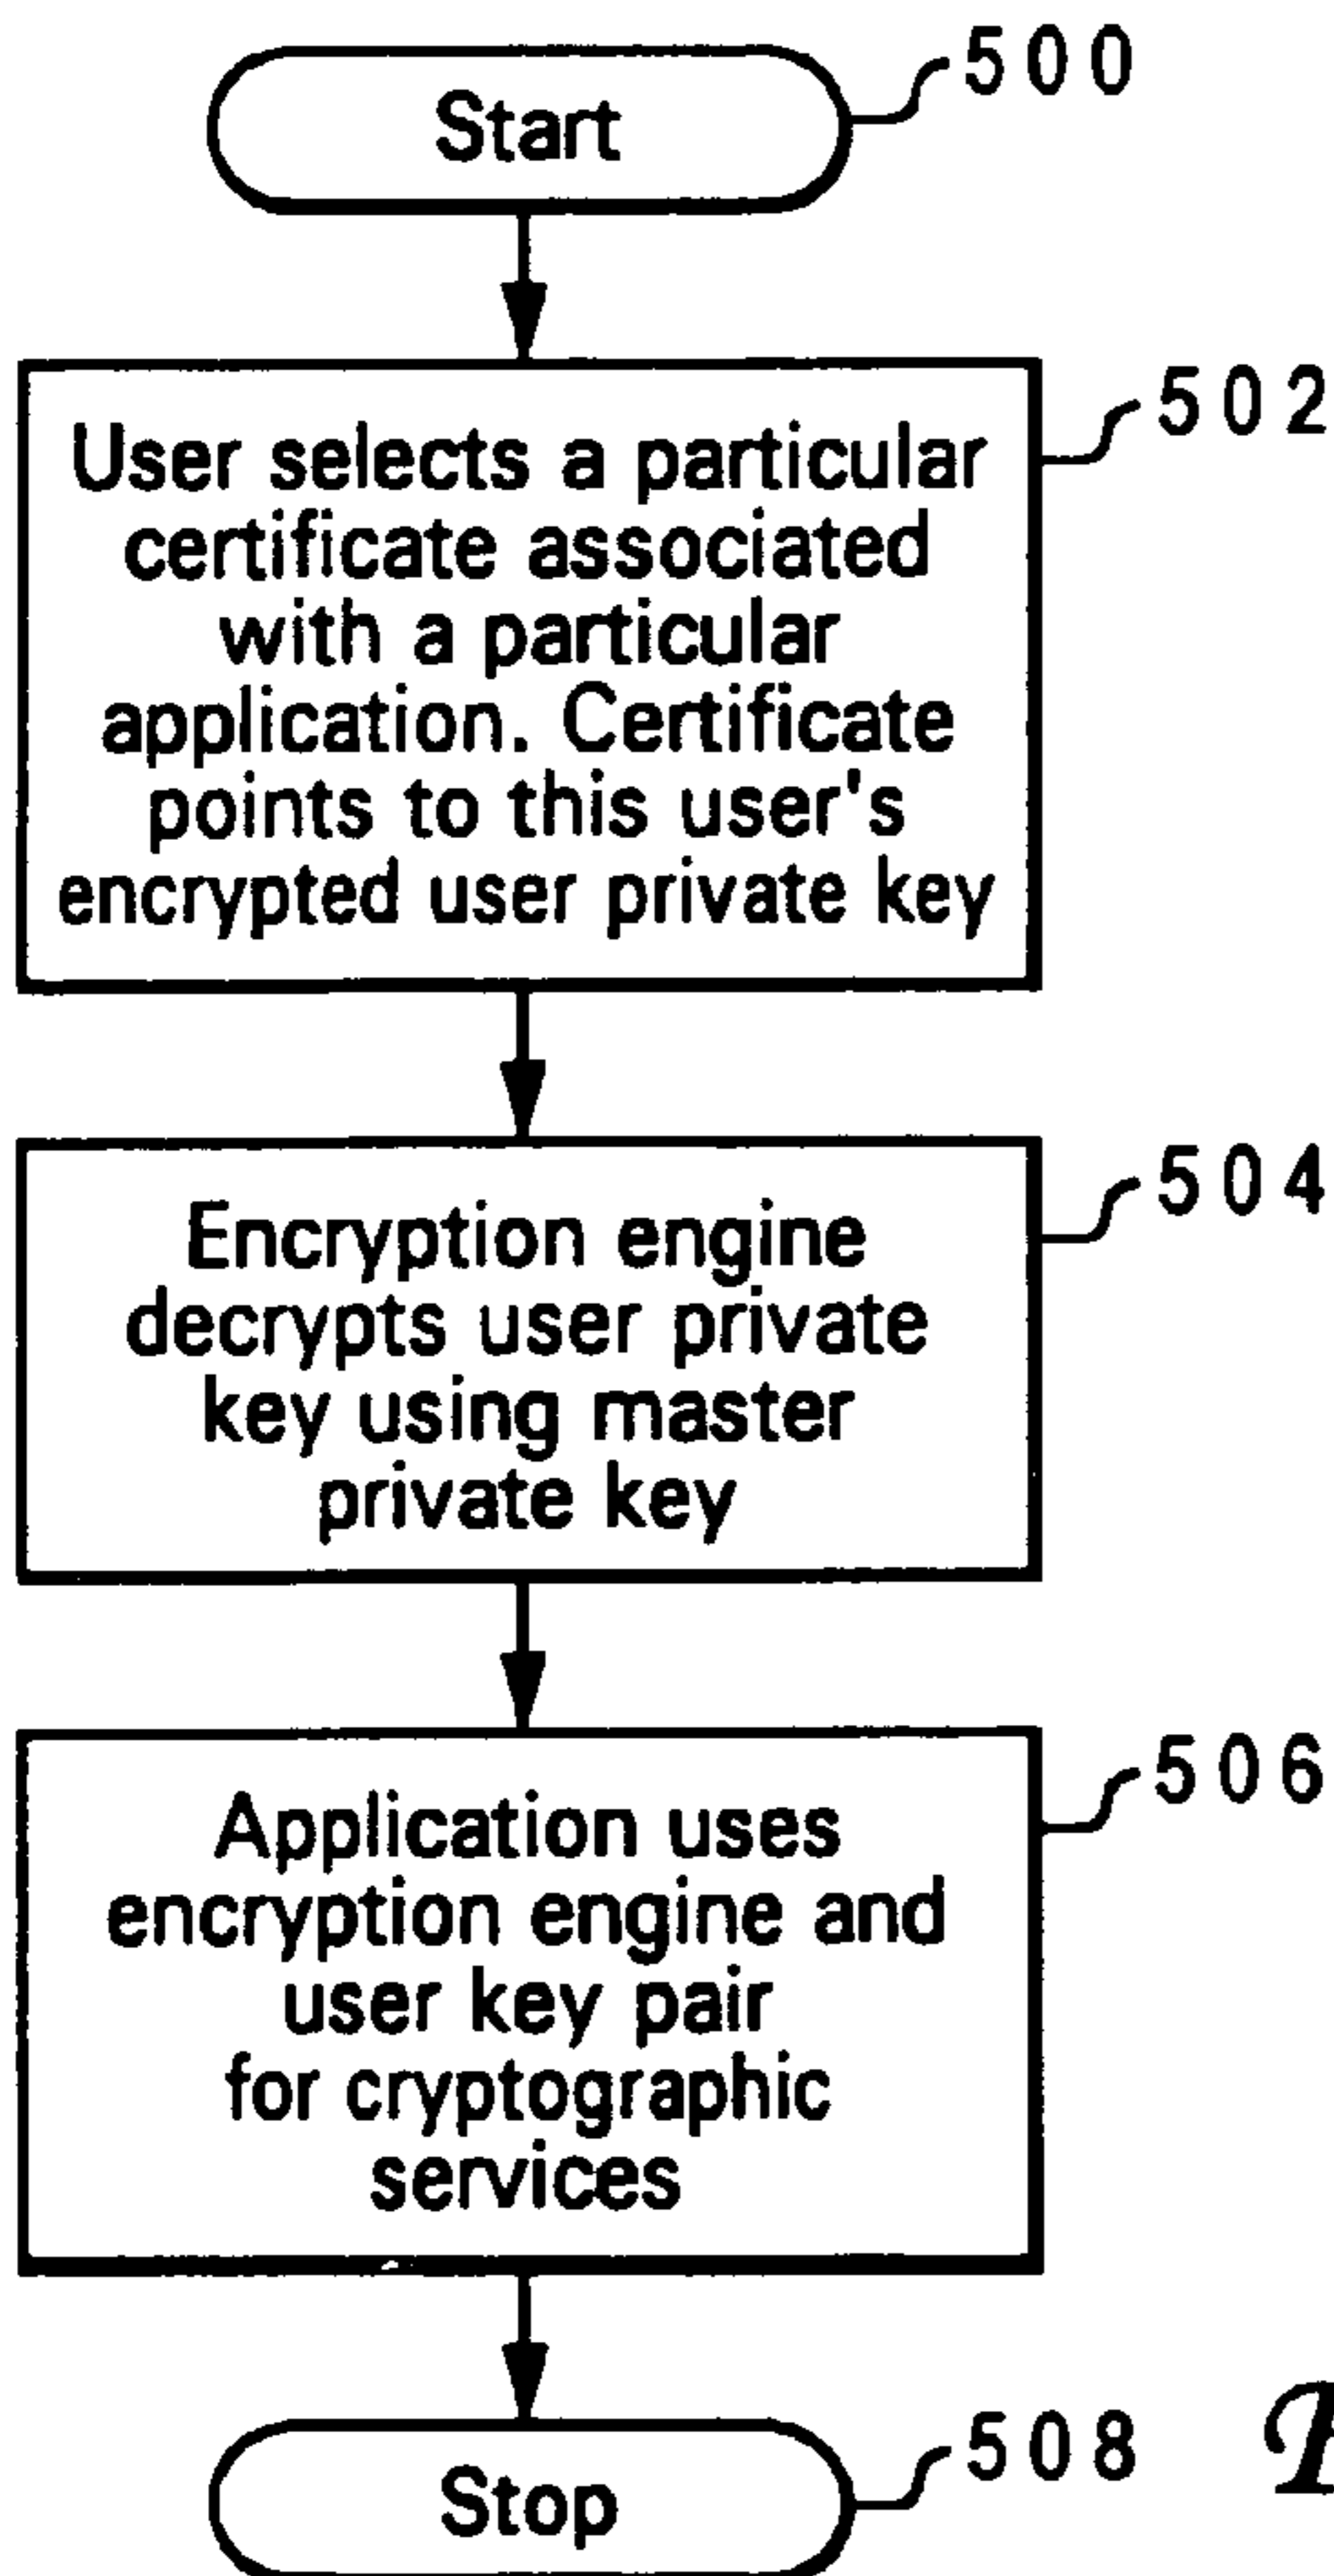 Start
500
502
User selects a particular
certificate associated
with a particular
application. Certificate
points to this user's
encrypted user private key
504
Encryption engine
decrypts user private
key using master
private key
506
Application uses
encryption engine and
user key pair
for cryptographic
services
Stop
508